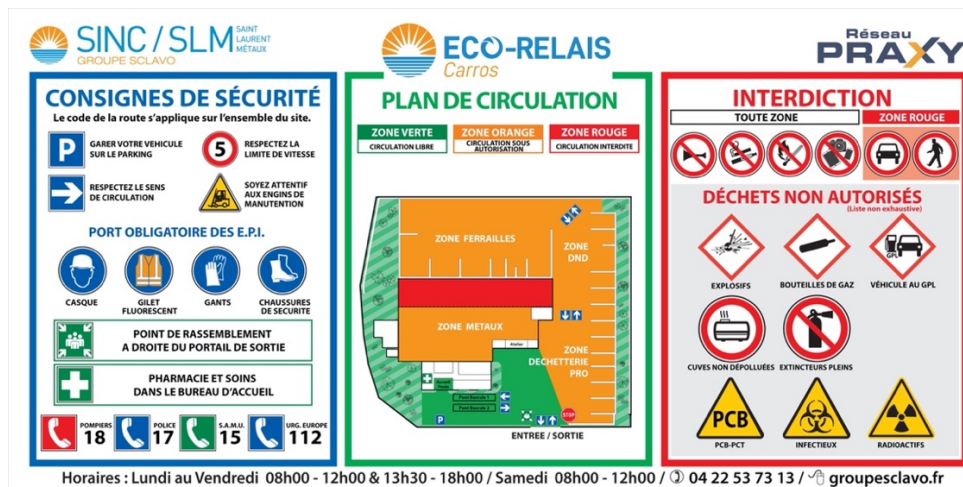 SINC / SLM
SAINT
LAURENT
MÉTAUX
GROUPE SCLAVO
ECO-RELAIS
Carros
Réseau
PRAXY
CONSIGNES DE SÉCURITÉ
Le code de la route s'applique sur l'ensemble du site.
P
GARER VOTRE VEHICULE
SUR LE PARKING
5
RESPECTEZ LA
LIMITE DE VITESSE
RESPECTEZ LE SENS
DE CIRCULATION
SOYEZ ATTENTIF
AUX ENGINS DE
MANUTENTION
PORT OBLIGATOIRE DES E.P.I.
CASQUE
GILET
FLUORESCENT
GANTS
CHAUSSURES
DE SECURITE
POINT DE RASSEMBLEMENT
A DROITE DU PORTAIL DE SORTIE
PHARMACIE ET SOINS
DANS LE BUREAU D'ACCUEIL
POMPIERS
18
POLICE
17
S.A.M.U.
15
URG. EUROPE
112
PLAN DE CIRCULATION
ZONE VERTE
CIRCULATION LIBRE
ZONE ORANGE
CIRCULATION SOUS
AUTORISATION
ZONE ROUGE
CIRCULATION INTERDITE
ZONE FERRAILLES
ZONE
DND
ZONE METAUX
Atelier
ZONE
DECHETTERIE
PRO
Accueil
Pont Bascule 1
Pont Bascule 2
P
STOP
ENTREE / SORTIE
INTERDICTION
TOUTE ZONE
ZONE ROUGE
DÉCHETS NON AUTORISÉS
(Liste non exhaustive)
EXPLOSIFS
BOUTEILLES DE GAZ
GPL
VÉHICULE AU GPL
CUVES NON DÉPOLLUÉES
EXTINCTEURS PLEINS
PCB
PCB-PCT
INFECTIEUX
RADIOACTIFS
Horaires : Lundi au Vendredi 08h00 - 12h00 & 13h30 - 18h00 / Samedi 08h00 - 12h00 / 04 22 53 73 13 / groupesclavo.fr